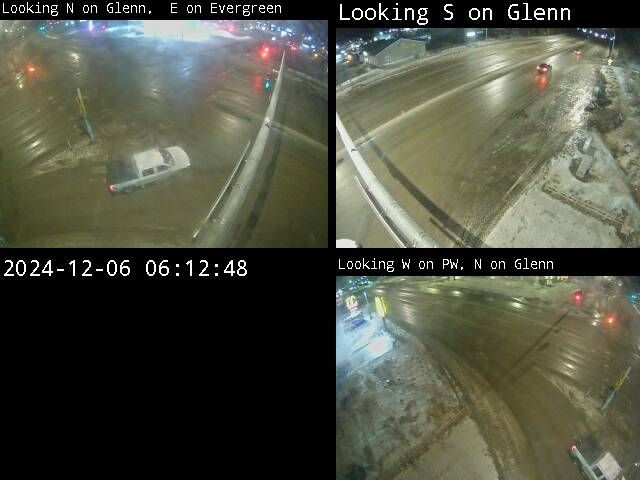 Looking N on Glenn, E on Evergreen
Looking S on Glenn
2024-12-06 06:12:48
Looking W on PW, N on Glenn